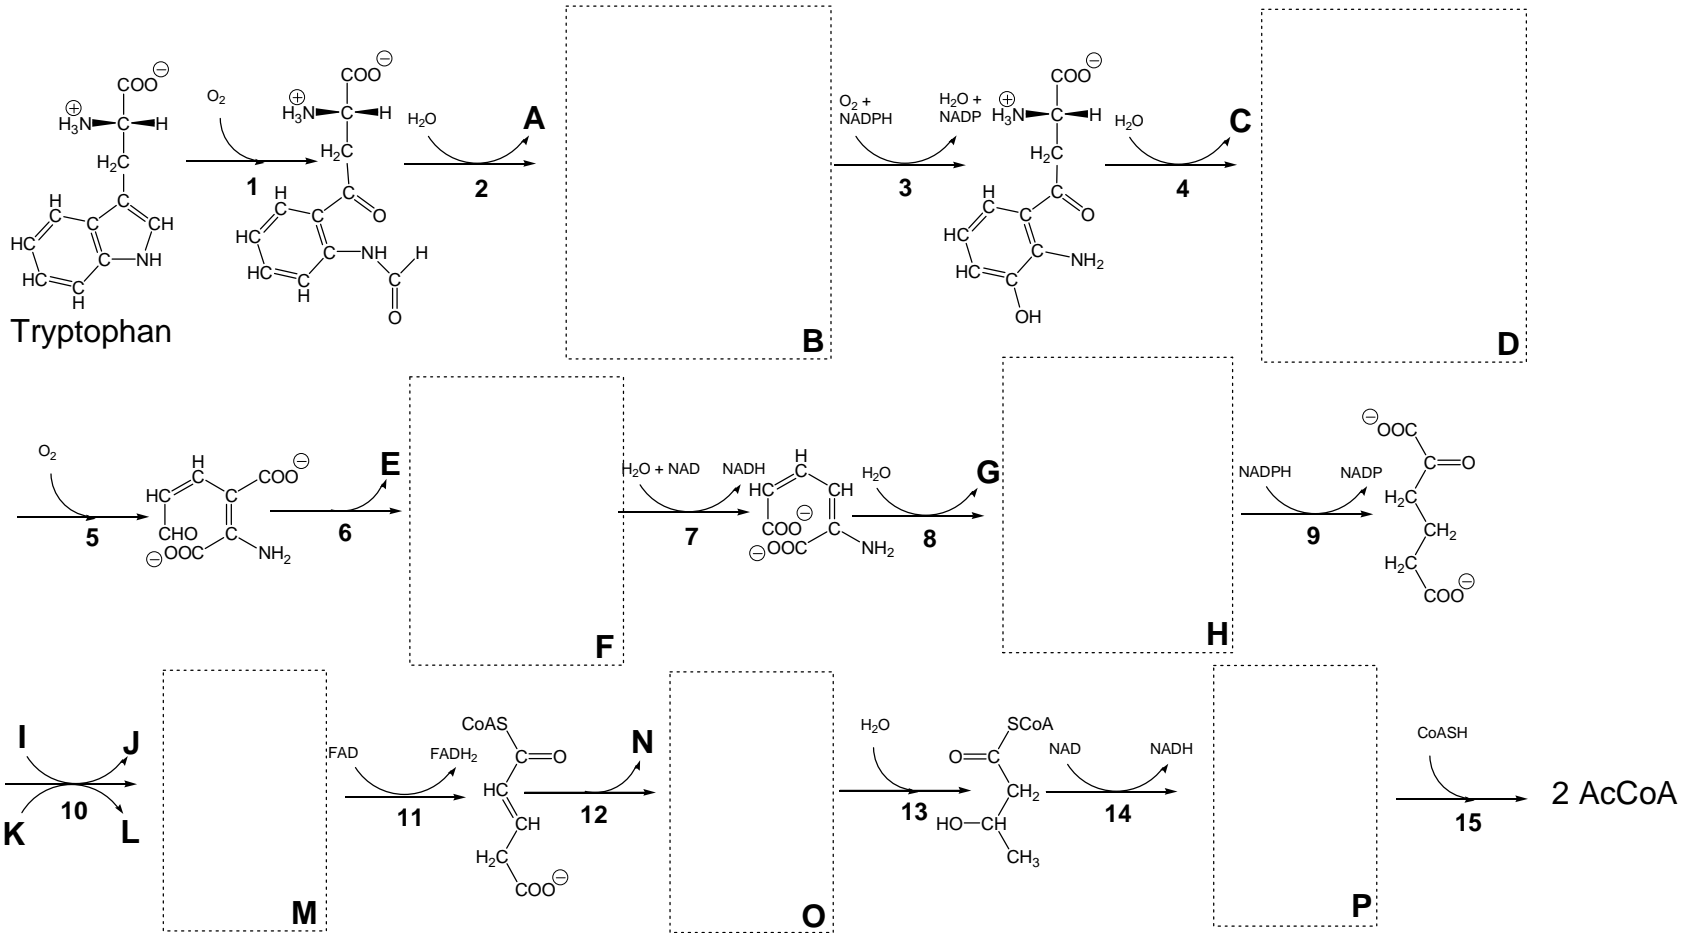 COO⊖
⊕
H3N C H
H2C
H
C C
HC C CH
HC C NH
C
H
Tryptophan
O2
1
COO⊖
⊕
H3N C H
H2C
H C
C C O
HC C NH H
HC C C
H O
H2O
A
2
B
O2 +
NADPH
H2O +
NADP
3
COO⊖
⊕
H3N C H
H2C
H C
C C O
HC C NH2
HC C
OH
H2O
C
4
D
O2
5
H
HC C COO⊖
CHO C
⊖OOC NH2
E
6
F
H2O + NAD
NADH
7
H
C
HC CH
COO⊖ C
⊖OOC NH2
H2O
G
8
H
NADPH
NADP
9
⊖OOC
C O
H2C
CH2
H2C
COO⊖
I
J
K
L
10
M
FAD
FADH2
11
CoAS
C O
HC
CH
H2C
COO⊖
N
12
O
H2O
13
SCoA
O C
CH2
HO CH
CH3
NAD
NADH
14
P
CoASH
15
2 AcCoA